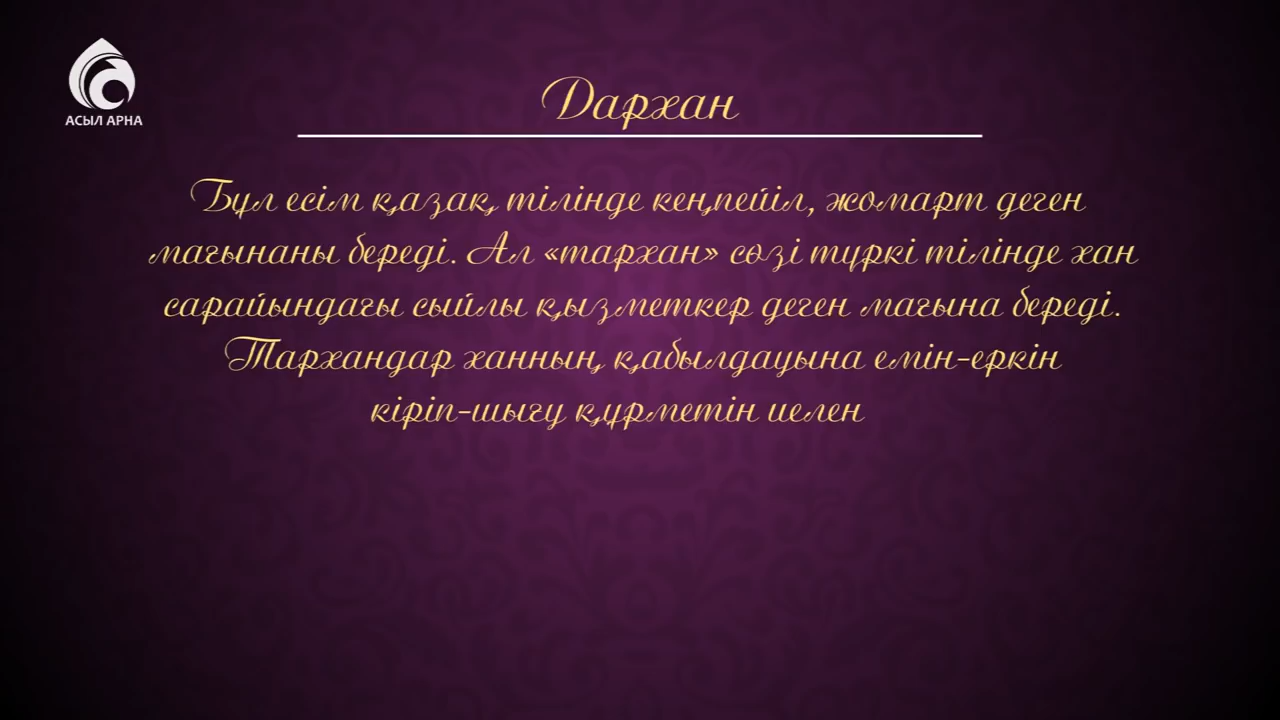 АСЫЛ АРНА
Дархан
Бұл есім қазақ тілінде кеңпейіл, жомарт деген
мағынаны береді. Ал «тархан» сөзі түркі тілінде хан
сарайындағы сыйлы қызметкер деген мағына береді.
Тархандар ханның қабылдауына емін-еркін
кіріп-шығу құрметін иелен